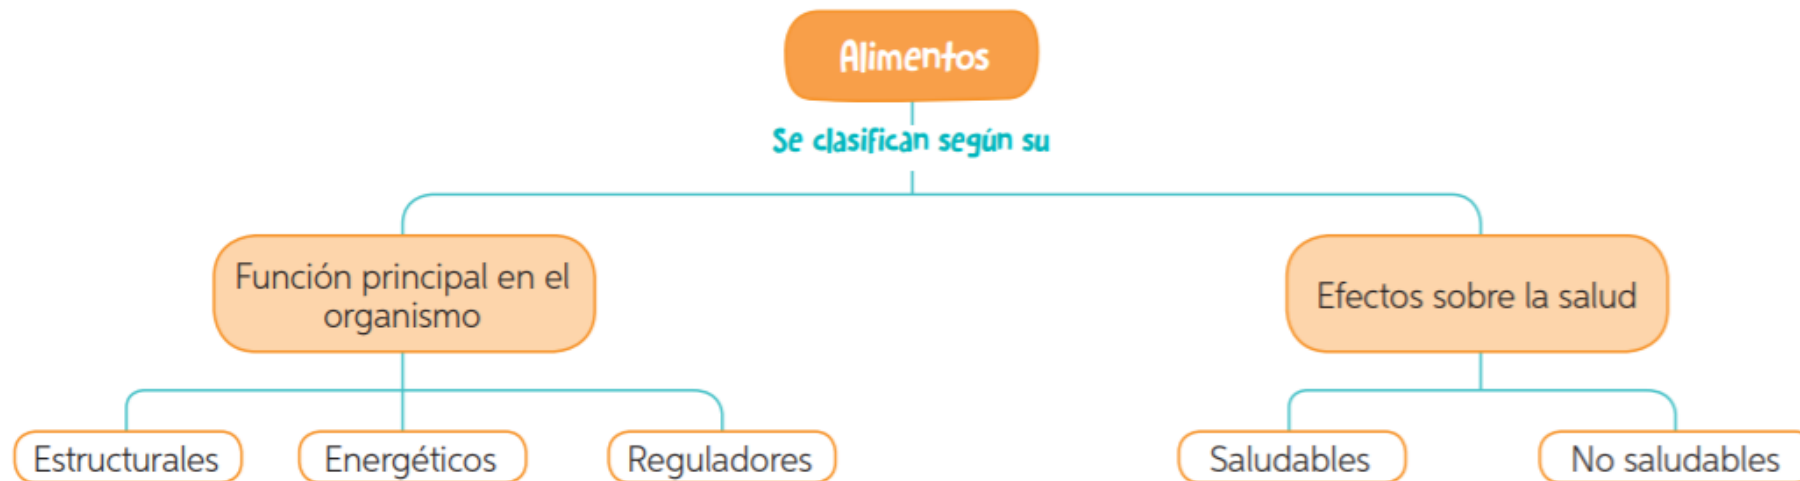 Alimentos
Se clasifican según su
Función principal en el
organismo
Efectos sobre la salud
Estructurales
Energéticos
Reguladores
Saludables
No saludables